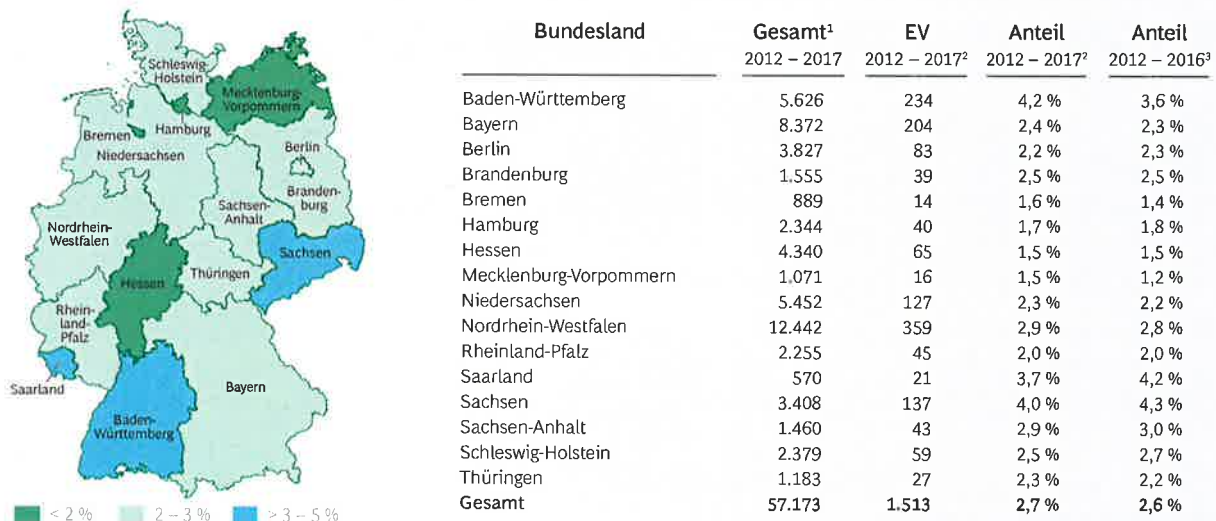 Schleswig-
Holstein
Mecklenburg-
Vorpommern
Hamburg
Bremen
Niedersachsen
Berlin
Branden-
burg
Sachsen-
Anhalt
Nordrhein-
Westfalen
Sachsen
Thüringen
Hessen
Rhein-
land-
Pfalz
Saarland
Bayern
Baden-
Württemberg
< 2 % 2 – 3 % > 3 – 5 %
Bundesland Gesamt¹ EV Anteil Anteil
2012 – 2017 2012 – 2017² 2012 – 2017² 2012 – 2016³
Baden-Württemberg 5.626 234 4,2 % 3,6 %
Bayern 8.372 204 2,4 % 2,3 %
Berlin 3.827 83 2,2 % 2,3 %
Brandenburg 1.555 39 2,5 % 2,5 %
Bremen 889 14 1,6 % 1,4 %
Hamburg 2.344 40 1,7 % 1,8 %
Hessen 4.340 65 1,5 % 1,5 %
Mecklenburg-Vorpommern 1.071 16 1,5 % 1,2 %
Niedersachsen 5.452 127 2,3 % 2,2 %
Nordrhein-Westfalen 12.442 359 2,9 % 2,8 %
Rheinland-Pfalz 2.255 45 2,0 % 2,0 %
Saarland 570 21 3,7 % 4,2 %
Sachsen 3.408 137 4,0 % 4,3 %
Sachsen-Anhalt 1.460 43 2,9 % 3,0 %
Schleswig-Holstein 2.379 59 2,5 % 2,7 %
Thüringen 1.183 27 2,3 % 2,2 %
Gesamt 57.173 1.513 2,7 % 2,6 %